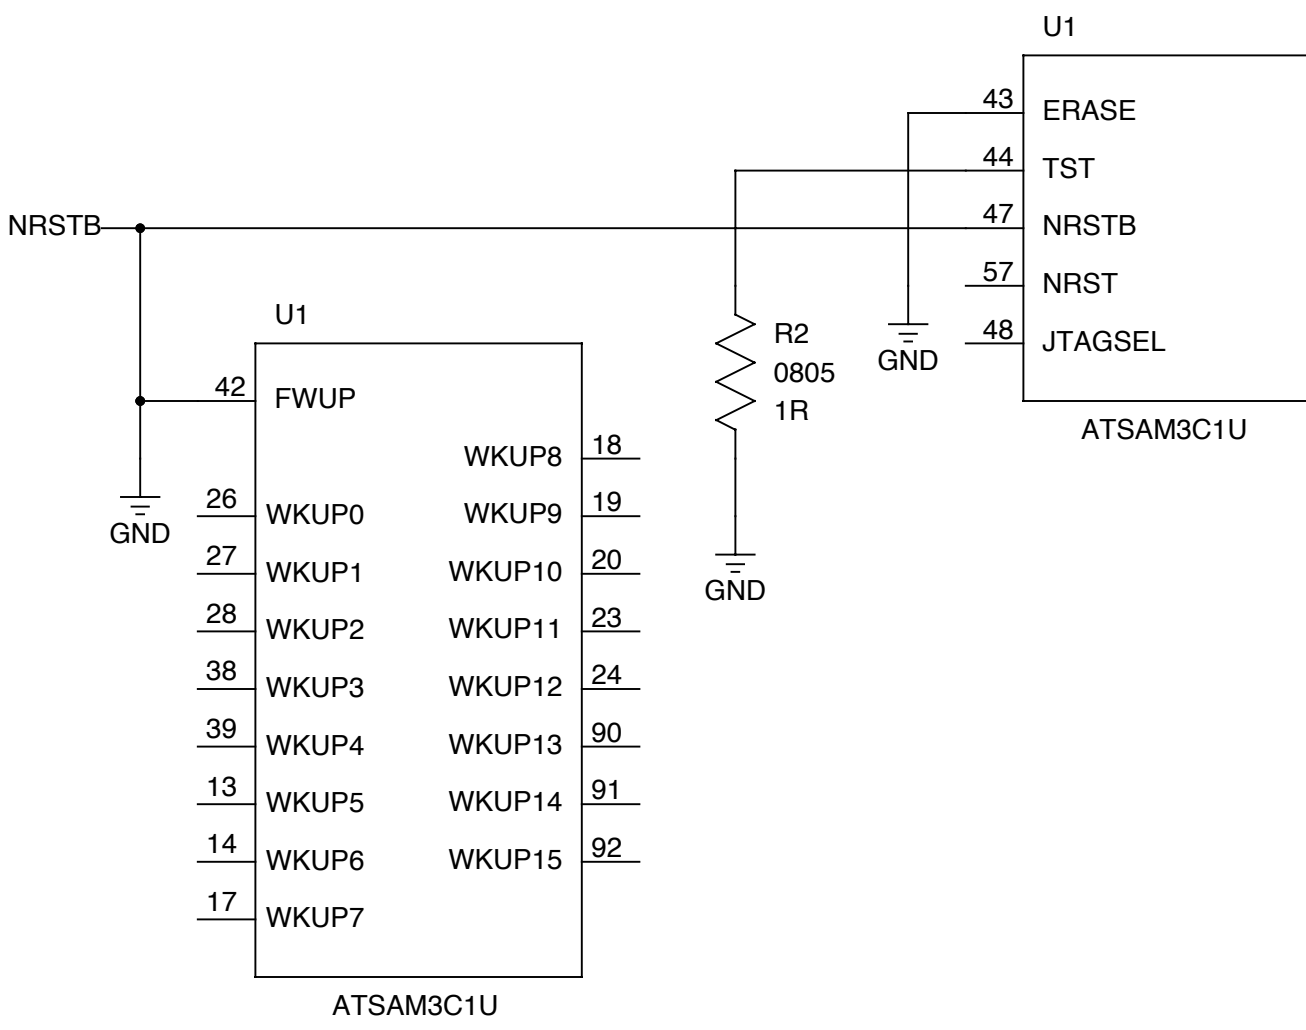 U1
43 ERASE
44 TST
NRSTB 47 NRSTB
57 NRST
48 JTAGSEL
GND
ATSAM3C1U
R2
0805
1R
GND
U1
42 FWUP
GND
WKUP8 18
26 WKUP0 WKUP9 19
27 WKUP1 WKUP10 20
28 WKUP2 WKUP11 23
38 WKUP3 WKUP12 24
39 WKUP4 WKUP13 90
13 WKUP5 WKUP14 91
14 WKUP6 WKUP15 92
17 WKUP7
ATSAM3C1U